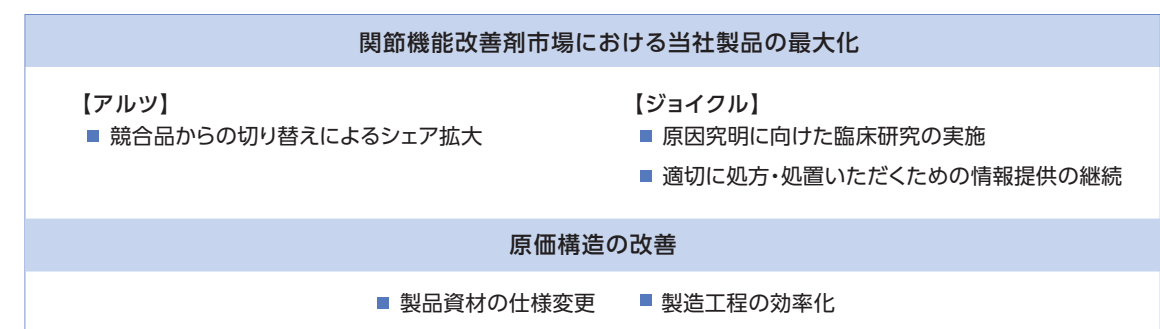 関節機能改善剤市場における当社製品の最大化
【アルツ】
■ 競合品からの切り替えによるシェア拡大
【ジョイクル】
■ 原因究明に向けた臨床研究の実施
■ 適切に処方・処置いただくための情報提供の継続
原価構造の改善
■ 製品資材の仕様変更
■ 製造工程の効率化